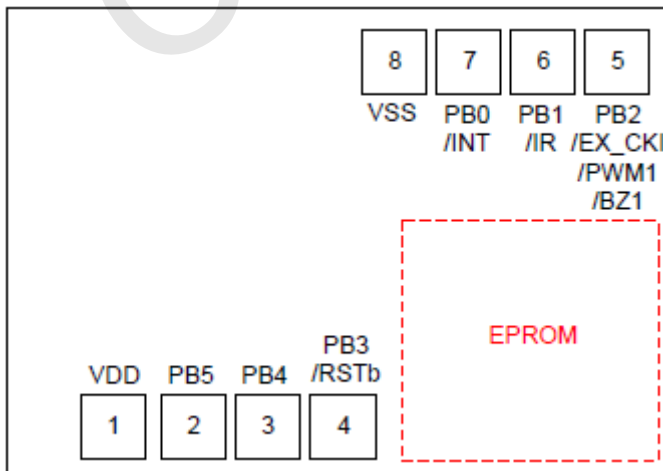 8 7 6 5
VSS PB0 PB1 PB2
/INT /IR /EX_CKI
/PWM1
/BZ1
EPROM
PB3
VDD PB5 PB4 /RSTb
1 2 3 4